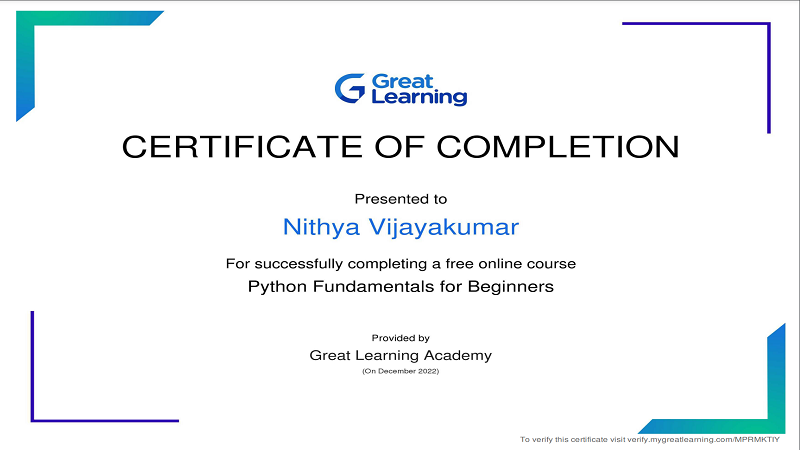 Great
Learning
CERTIFICATE OF COMPLETION
Presented to
Nithya Vijayakumar
For successfully completing a free online course
Python Fundamentals for Beginners
Provided by
Great Learning Academy
(On December 2022)
To verify this certificate visit verify.mygreatlearning.com/MPRMKTIY